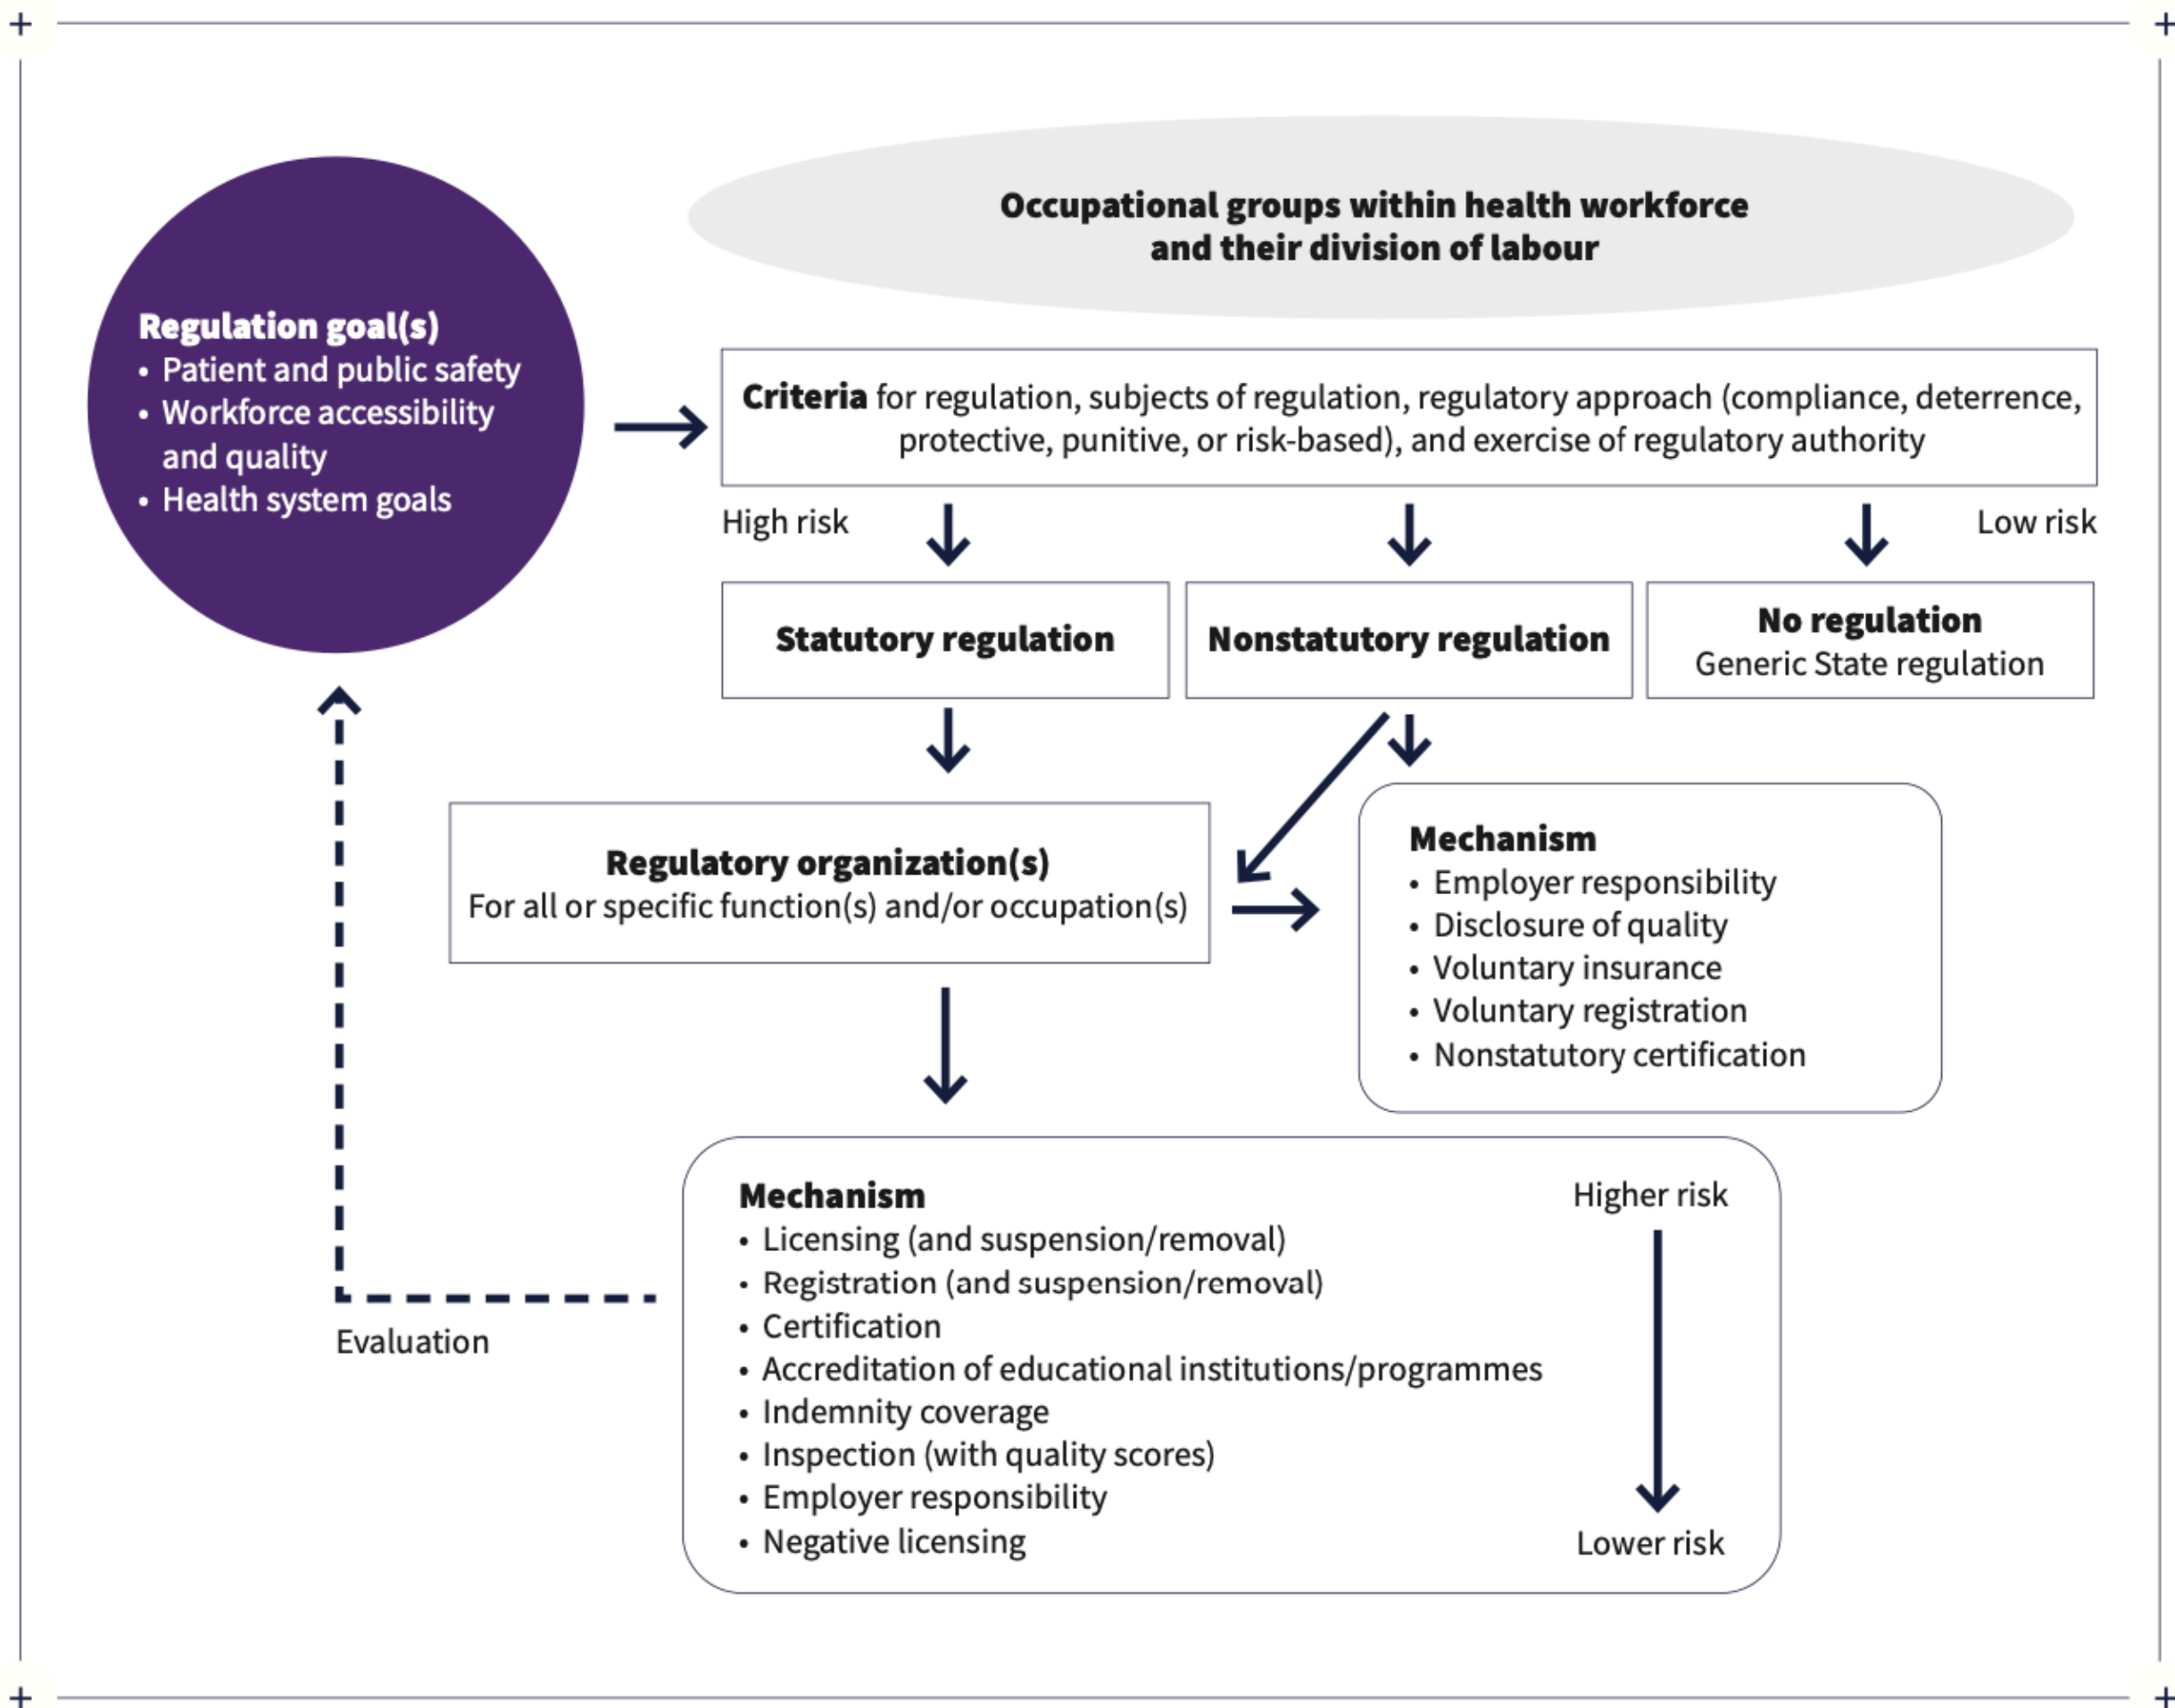 Occupational groups within health workforce
and their division of labour
Regulation goal(s)
• Patient and public safety
• Workforce accessibility
and quality
• Health system goals
Criteria for regulation, subjects of regulation, regulatory approach (compliance, deterrence,
protective, punitive, or risk-based), and exercise of regulatory authority
High risk
Low risk
Statutory regulation
Nonstatutory regulation
No regulation
Generic State regulation
Regulatory organization(s)
For all or specific function(s) and/or occupation(s)
Mechanism
• Employer responsibility
• Disclosure of quality
• Voluntary insurance
• Voluntary registration
• Nonstatutory certification
Mechanism
• Licensing (and suspension/removal)
• Registration (and suspension/removal)
• Certification
• Accreditation of educational institutions/programmes
• Indemnity coverage
• Inspection (with quality scores)
• Employer responsibility
• Negative licensing
Higher risk
Lower risk
Evaluation